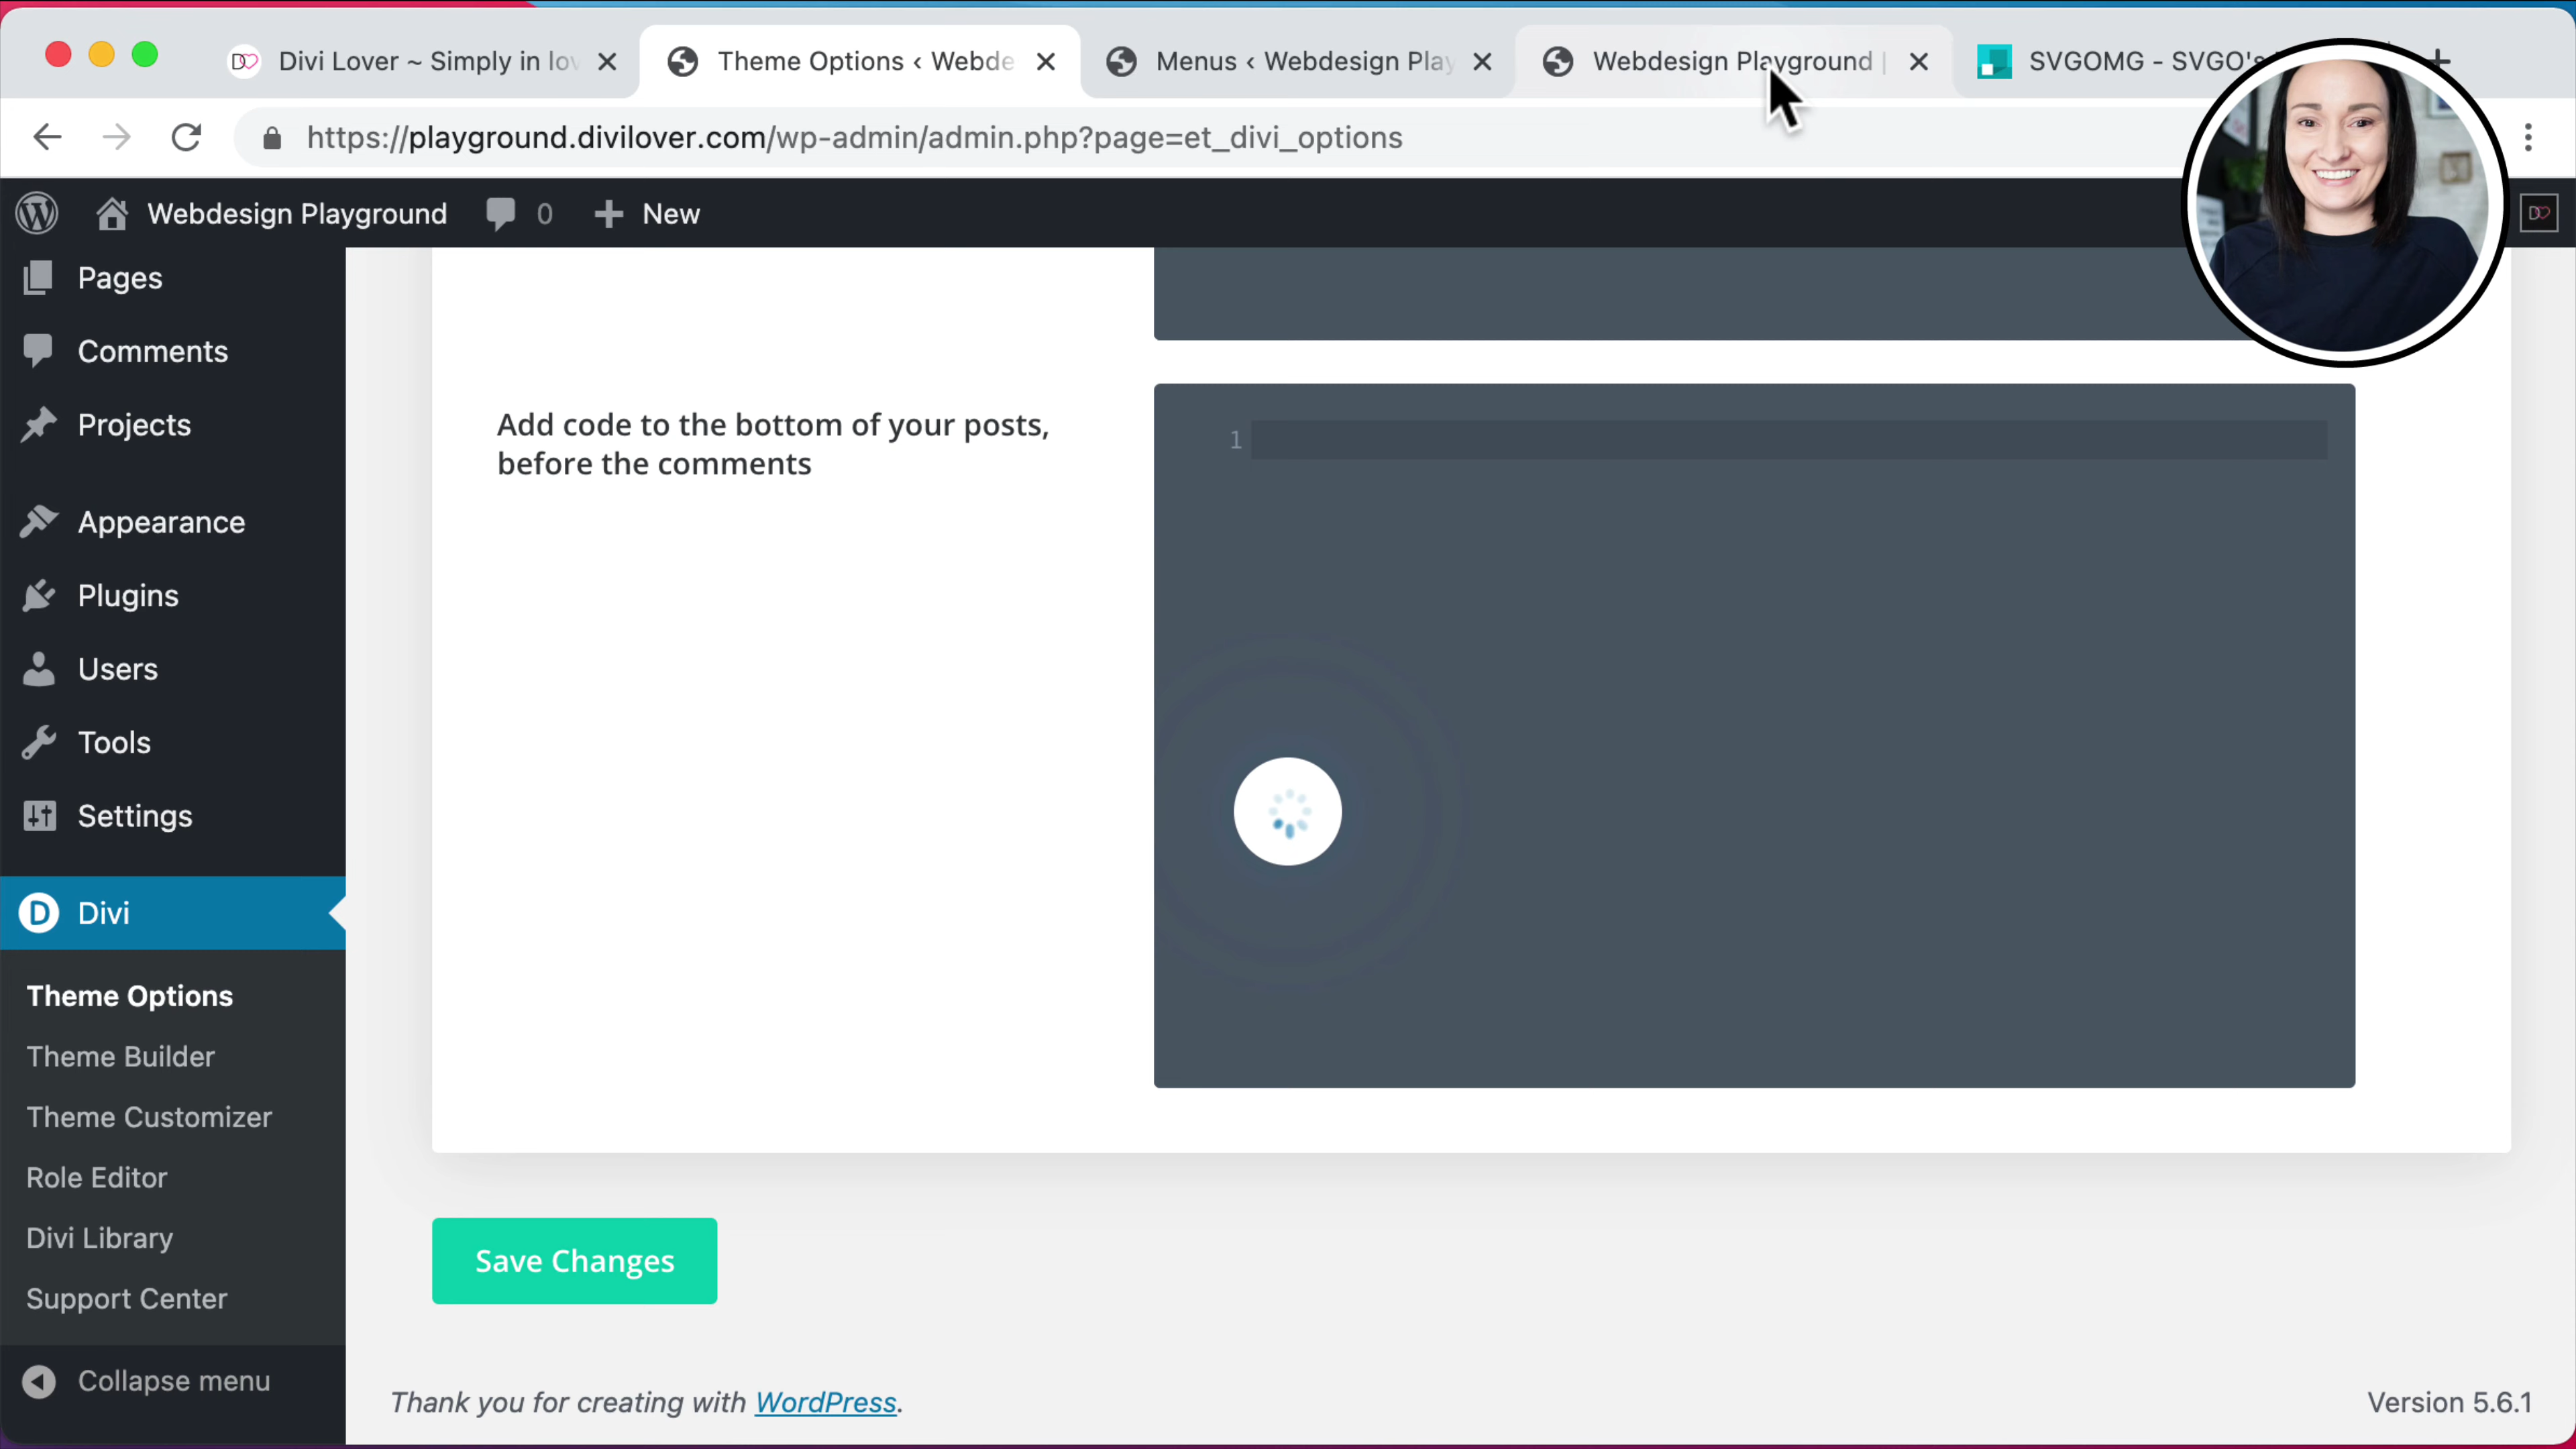 Divi Lover ~ Simply in lov
Theme Options ‹ Webde
Menus ‹ Webdesign Play
Webdesign Playground |
SVGOMG - SVGO's
https://playground.divilover.com/wp-admin/admin.php?page=et_divi_options
Webdesign Playground
0
New
Pages
Comments
Projects
Appearance
Plugins
Users
Tools
Settings
Divi
Theme Options
Theme Builder
Theme Customizer
Role Editor
Divi Library
Support Center
Collapse menu
Add code to the bottom of your posts,
before the comments
1
Save Changes
Thank you for creating with WordPress.
Version 5.6.1